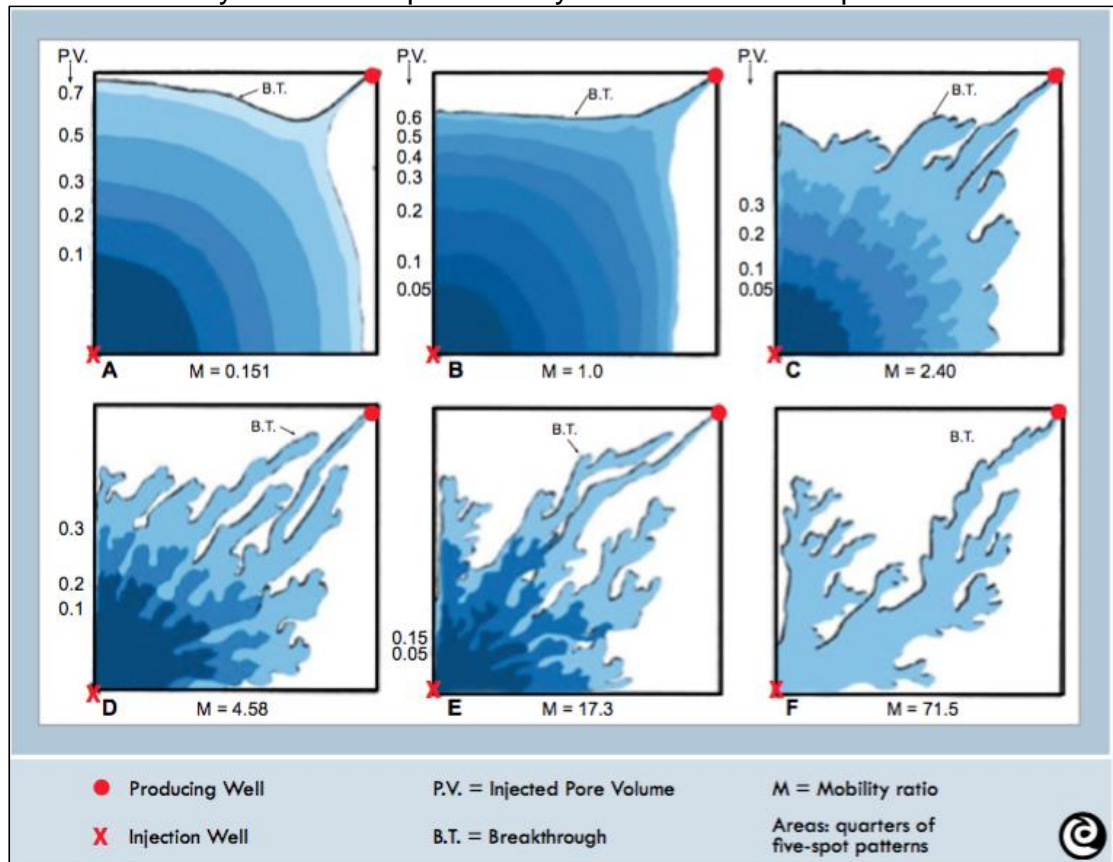 P.V.
0.7
0.5
0.3
0.2
0.1
B.T.
A
M = 0.151
P.V.
0.6
0.5
0.4
0.3
0.2
0.1
0.05
B.T.
B
M = 1.0
P.V.
0.3
0.2
0.1
0.05
B.T.
C
M = 2.40
0.3
0.2
0.1
B.T.
D
M = 4.58
0.15
0.05
B.T.
E
M = 17.3
B.T.
F
M = 71.5
Producing Well
P.V. = Injected Pore Volume
M = Mobility ratio
X Injection Well
B.T. = Breakthrough
Areas: quarters of
five-spot patterns